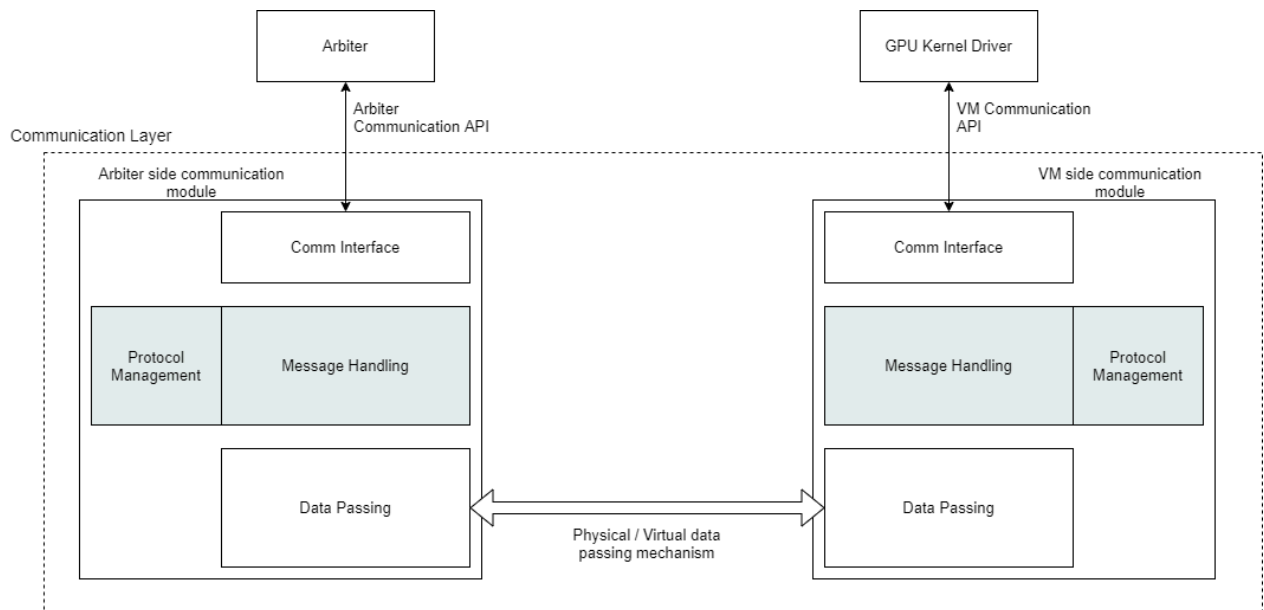 Arbiter
GPU Kernel Driver
Arbiter
Communication API
VM Communication
API
Communication Layer
Arbiter side communication
module
VM side communication
module
Comm Interface
Comm Interface
Protocol
Management
Message Handling
Message Handling
Protocol
Management
Data Passing
Data Passing
Physical / Virtual data
passing mechanism